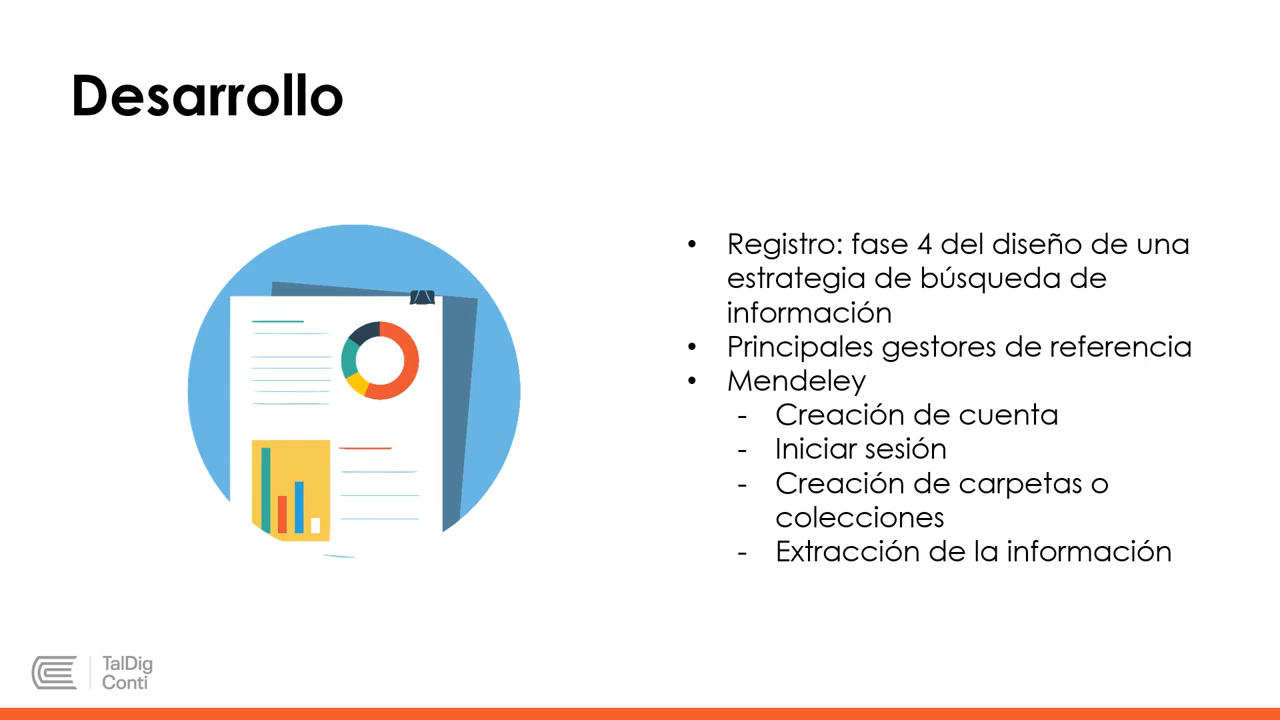 Desarrollo
• Registro: fase 4 del diseño de una
estrategia de búsqueda de
información
• Principales gestores de referencia
• Mendeley
- Creación de cuenta
- Iniciar sesión
- Creación de carpetas o
colecciones
- Extracción de la información
TalDig
Conti